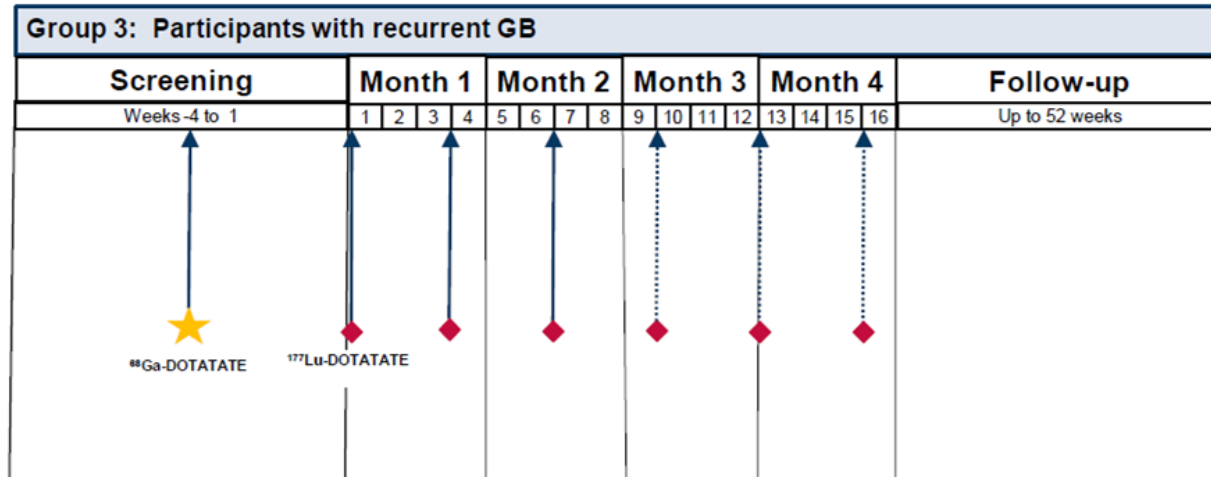 Group 3: Participants with recurrent GB
Screening Month 1 Month 2 Month 3 Month 4 Follow-up
Weeks -4 to 1 1 2 3 4 5 6 7 8 9 10 11 12 13 14 15 16 Up to 52 weeks
⁶⁸Ga-DOTATATE ¹⁷⁷Lu-DOTATATE